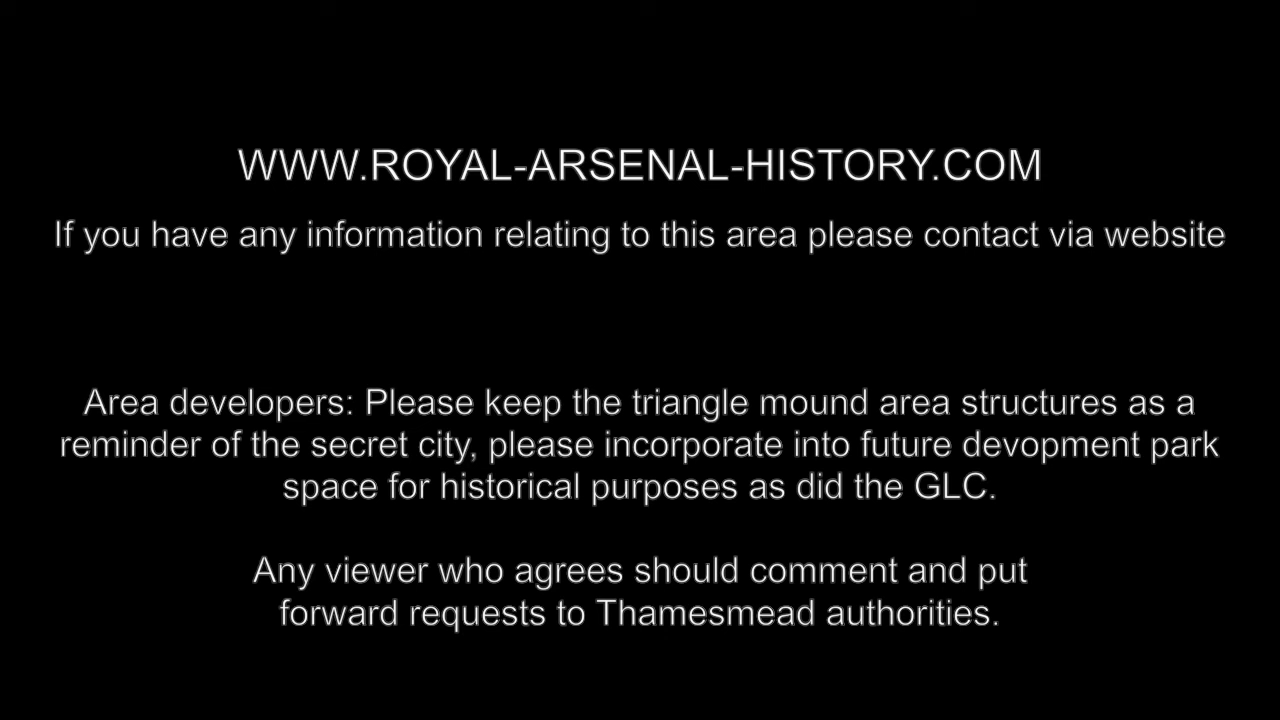 WWW.ROYAL-ARSENAL-HISTORY.COM
If you have any information relating to this area please contact via website
Area developers: Please keep the triangle mound area structures as a
reminder of the secret city, please incorporate into future devopment park
space for historical purposes as did the GLC.
Any viewer who agrees should comment and put
forward requests to Thamesmead authorities.